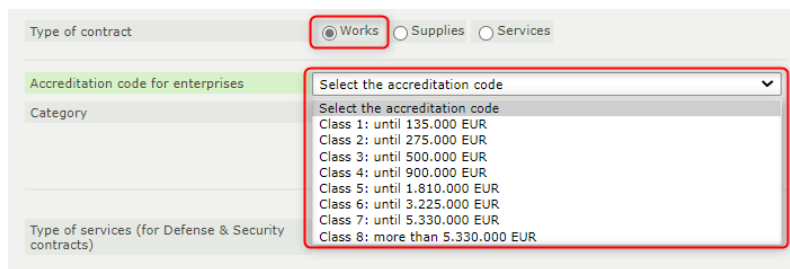 Type of contract
Works Supplies Services
Accreditation code for enterprises
Select the accreditation code
Category
Select the accreditation code
Class 1: until 135.000 EUR
Class 2: until 275.000 EUR
Class 3: until 500.000 EUR
Class 4: until 900.000 EUR
Class 5: until 1.810.000 EUR
Class 6: until 3.225.000 EUR
Class 7: until 5.330.000 EUR
Class 8: more than 5.330.000 EUR
Type of services (for Defense & Security
contracts)